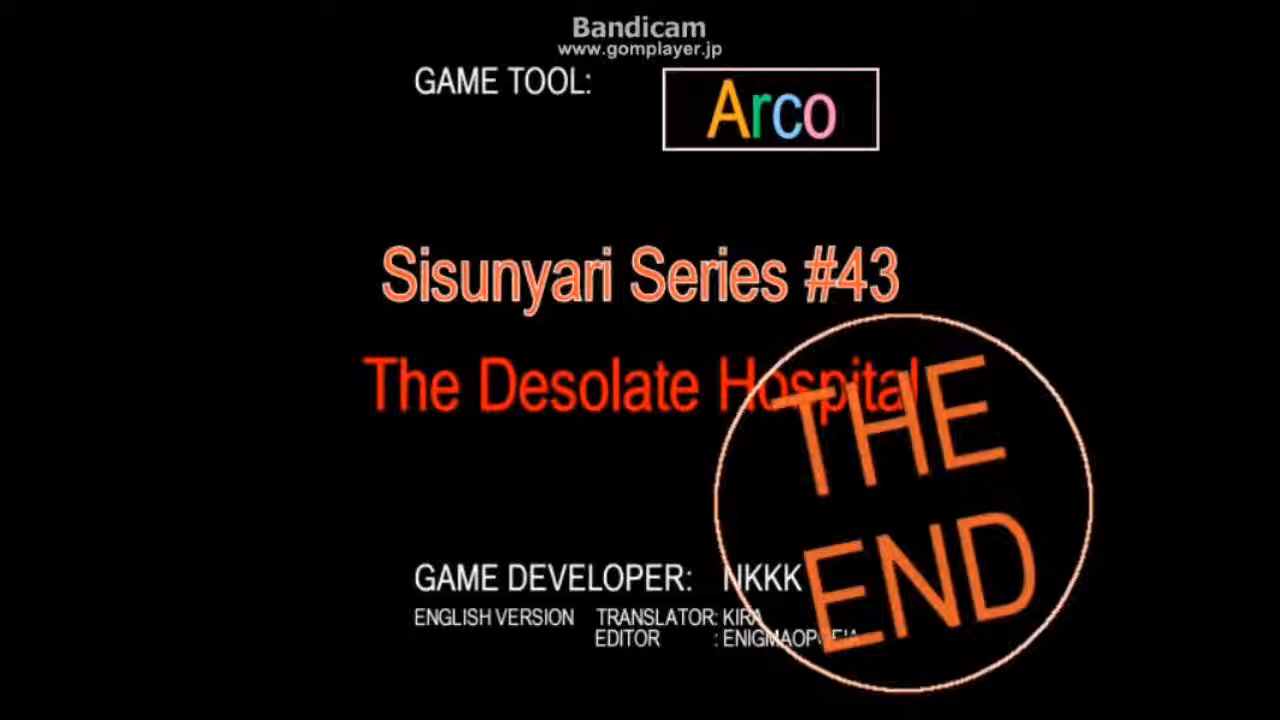 Bandicam
www.gomplayer.jp
GAME TOOL:
Arco
Sisunyari Series #43
The Desolate Hospital
THE
END
GAME DEVELOPER: NKKK
ENGLISH VERSION TRANSLATOR: KIRA
EDITOR :